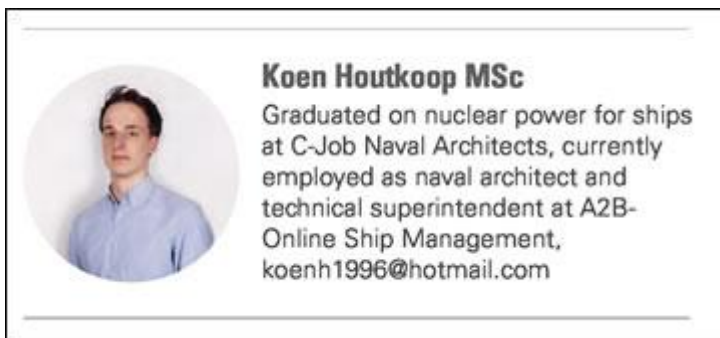 Koen Houtkoop MSc
Graduated on nuclear power for ships
at C-Job Naval Architects, currently
employed as naval architect and
technical superintendent at A2B-
Online Ship Management,
koenh1996@hotmail.com